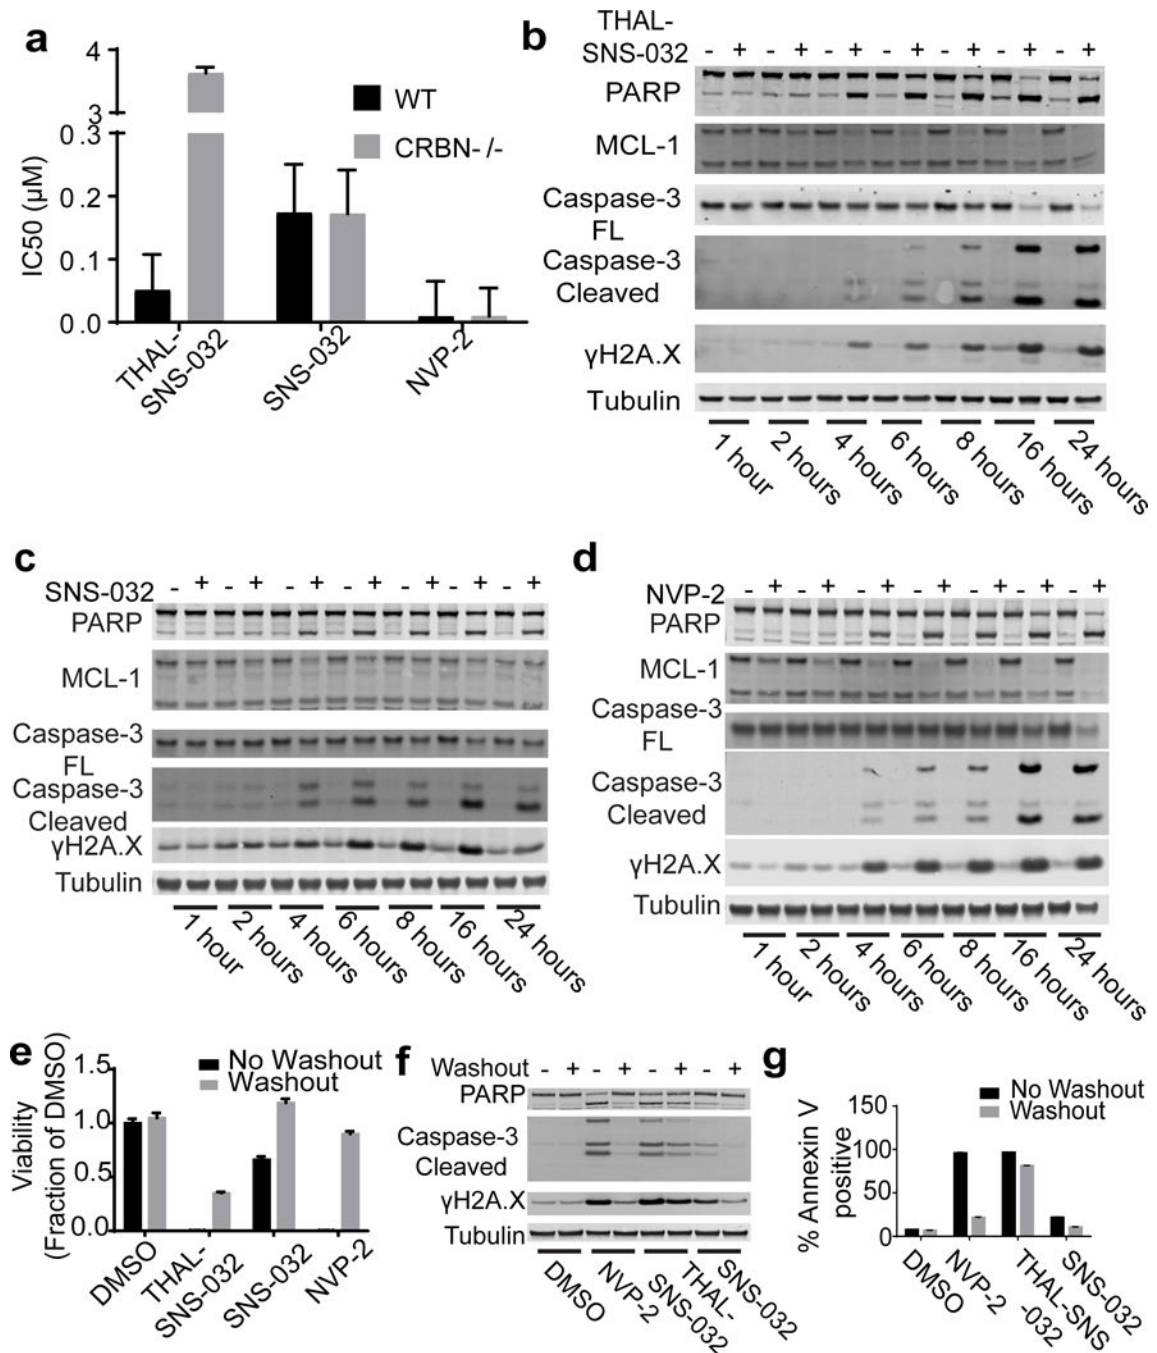 a
4
3
0.3
0.2
0.1
0.0
IC50 (µM)
WT
CRBN-/-
THAL-
SNS-032
SNS-032
NVP-2
b
THAL-
SNS-032 - + - + - + - + - + - + - +
PARP
MCL-1
Caspase-3
FL
Caspase-3
Cleaved
γH2A.X
Tubulin
1 hour
2 hours
4 hours
6 hours
8 hours
16 hours
24 hours
c
SNS-032 - + - + - + - + - + - + - +
PARP
MCL-1
Caspase-3
FL
Caspase-3
Cleaved
γH2A.X
Tubulin
1 hour
2 hours
4 hours
6 hours
8 hours
16 hours
24 hours
d
NVP-2 - + - + - + - + - + - + - +
PARP
MCL-1
Caspase-3
FL
Caspase-3
Cleaved
γH2A.X
Tubulin
1 hour
2 hours
4 hours
6 hours
8 hours
16 hours
24 hours
e
Viability
(Fraction of DMSO)
1.5
1.0
0.5
0.0
No Washout
Washout
DMSO
THAL-
SNS-032
SNS-032
NVP-2
f
Washout - + - + - + - +
PARP
Caspase-3
Cleaved
γH2A.X
Tubulin
DMSO
NVP-2
THAL-
SNS-032
SNS-032
g
No Washout
Washout
% Annexin V
positive
150
100
50
0
DMSO
NVP-2
THAL-SNS
-032
SNS-032